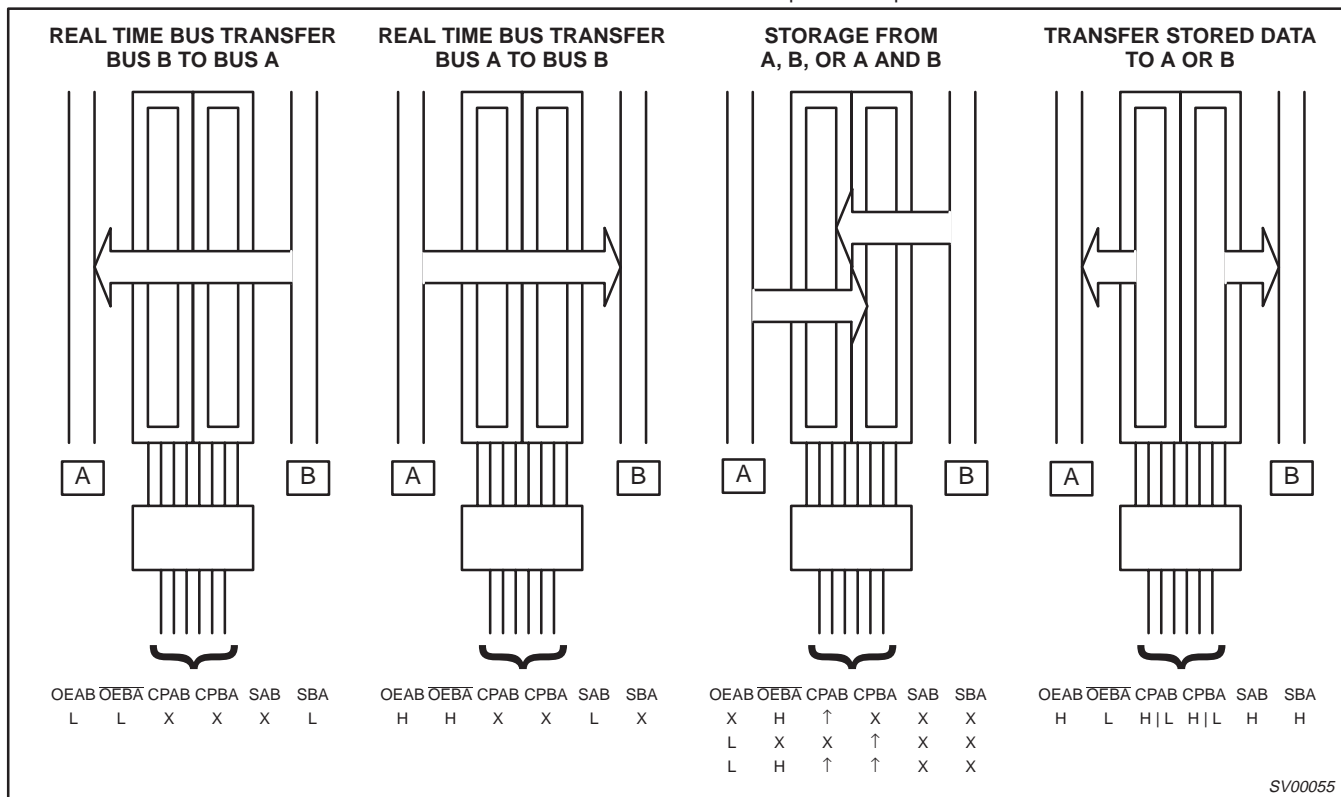 REAL TIME BUS TRANSFER
BUS B TO BUS A
REAL TIME BUS TRANSFER
BUS A TO BUS B
STORAGE FROM
A, B, OR A AND B
TRANSFER STORED DATA
TO A OR B
A
B
A
B
A
B
A
B
OEAB OEBA CPAB CPBA SAB SBA
L L X X X L
OEAB OEBA CPAB CPBA SAB SBA
H H X X L X
OEAB OEBA CPAB CPBA SAB SBA
X H ↑ X X X
L X X ↑ X X
L H ↑ ↑ X X
OEAB OEBA CPAB CPBA SAB SBA
H L H | L H | L H H
SV00055